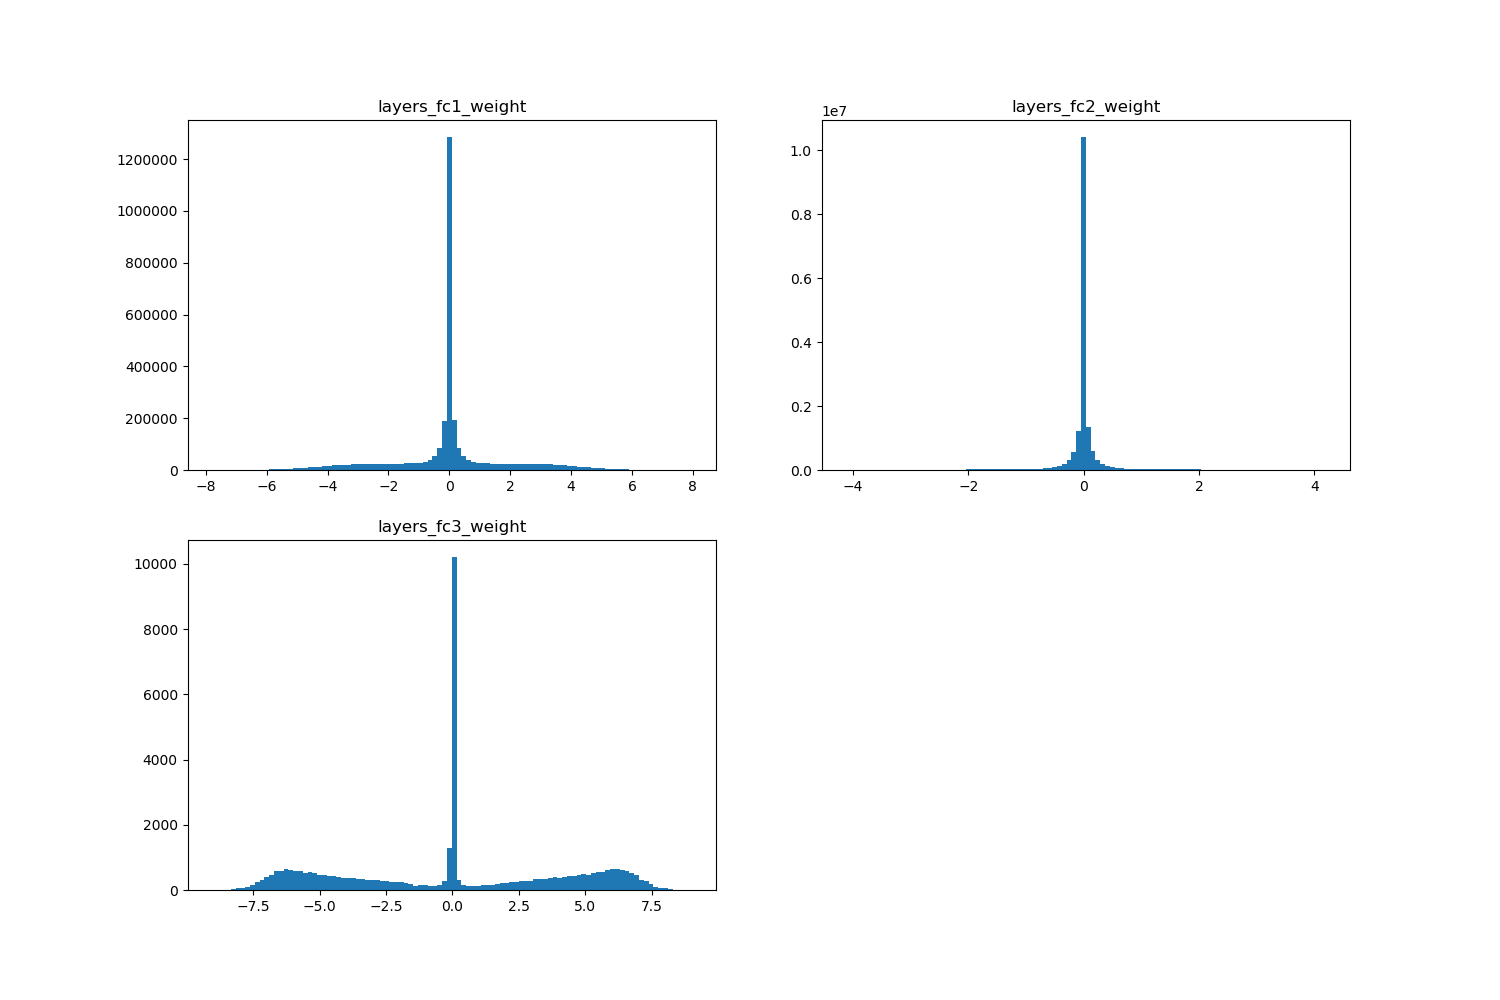 layers_fc1_weight
1200000
1000000
800000
600000
400000
200000
0
−8 −6 −4 −2 0 2 4 6 8
layers_fc2_weight
1e7
1.0
0.8
0.6
0.4
0.2
0.0
−4 −2 0 2 4
layers_fc3_weight
10000
8000
6000
4000
2000
0
−7.5 −5.0 −2.5 0.0 2.5 5.0 7.5